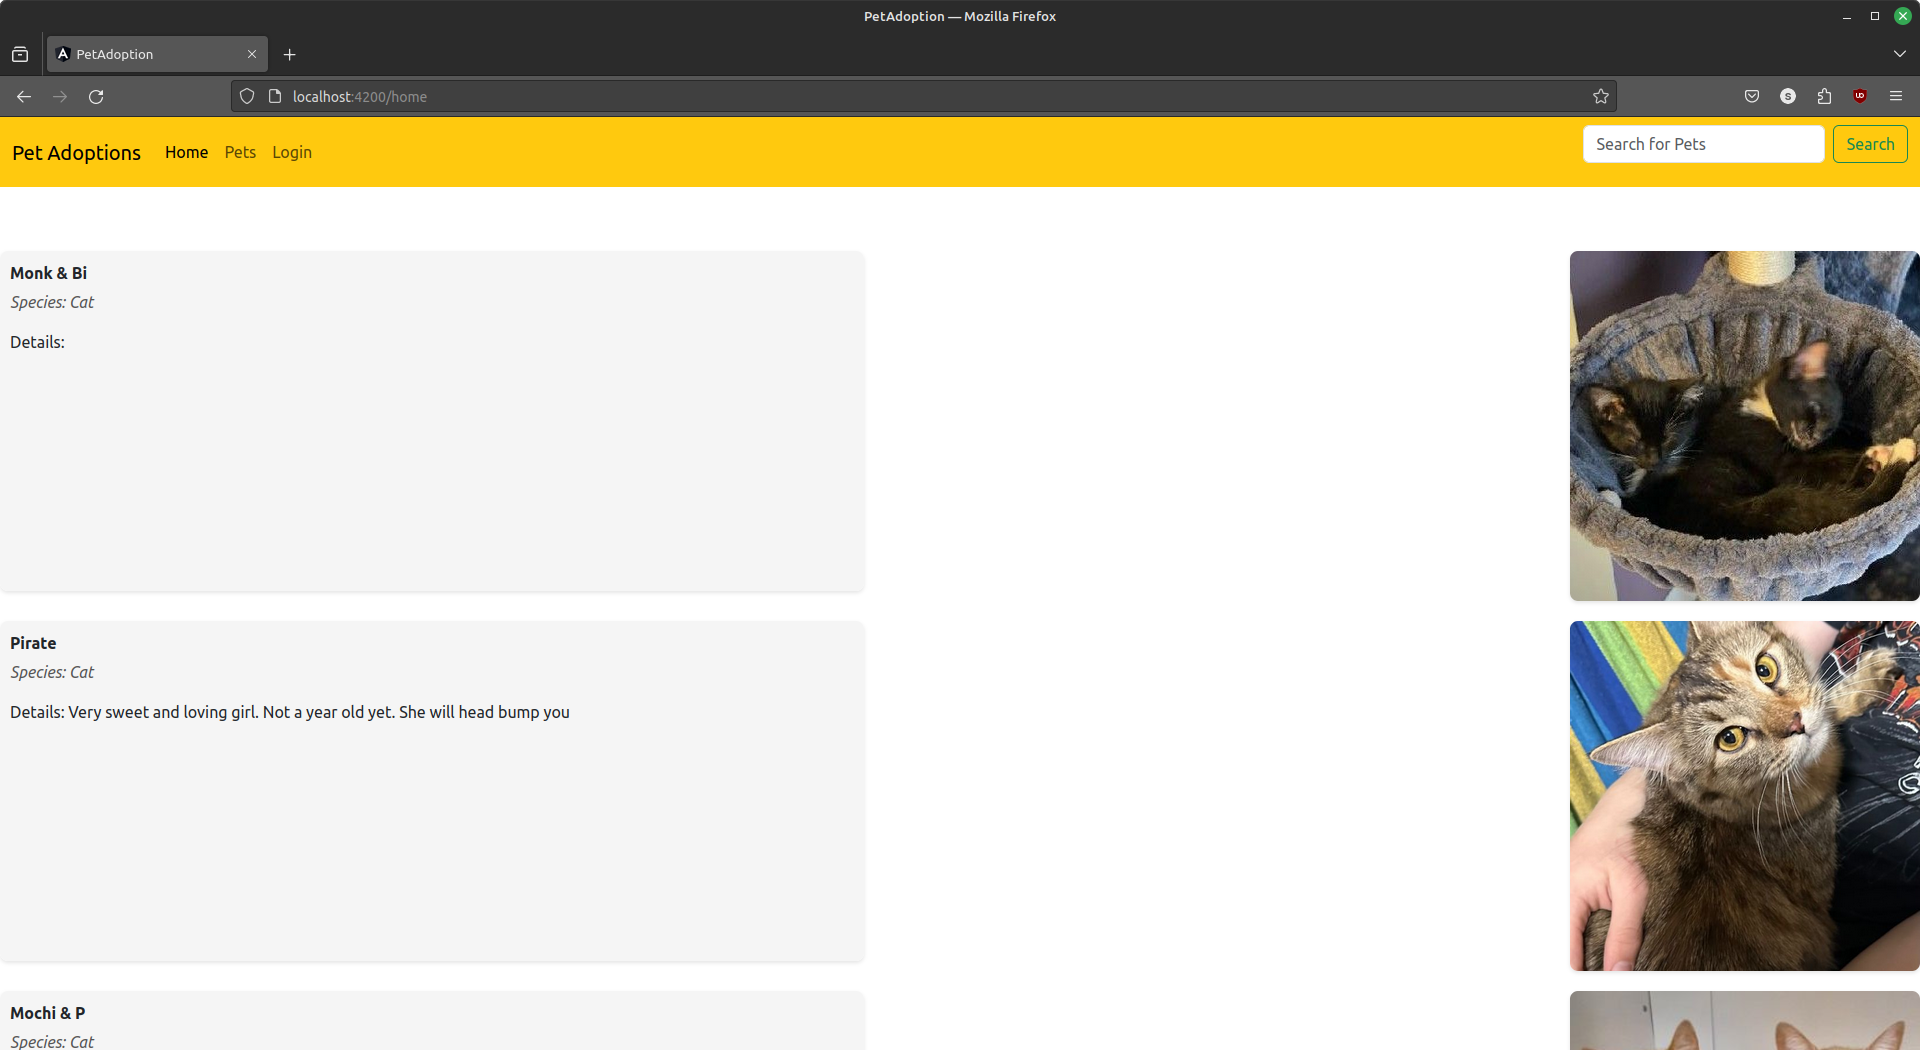 PetAdoption — Mozilla Firefox
PetAdoption
localhost:4200/home
S
Pet Adoptions
Home
Pets
Login
Search for Pets
Search
Monk & Bi
Species: Cat
Details:
Pirate
Species: Cat
Details: Very sweet and loving girl. Not a year old yet. She will head bump you
Mochi & P
Species: Cat